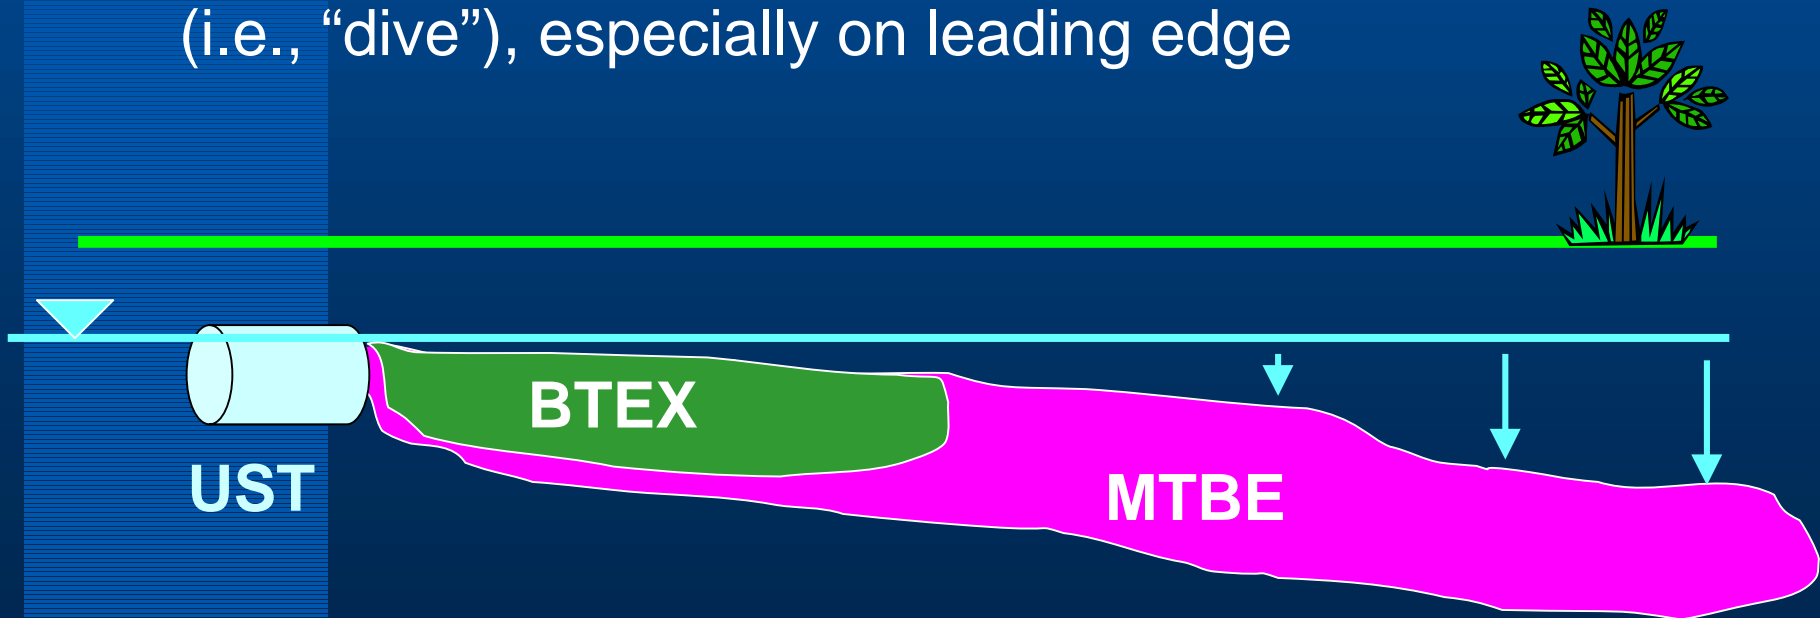 (i.e., “dive”), especially on leading edge
BTEX
UST
MTBE